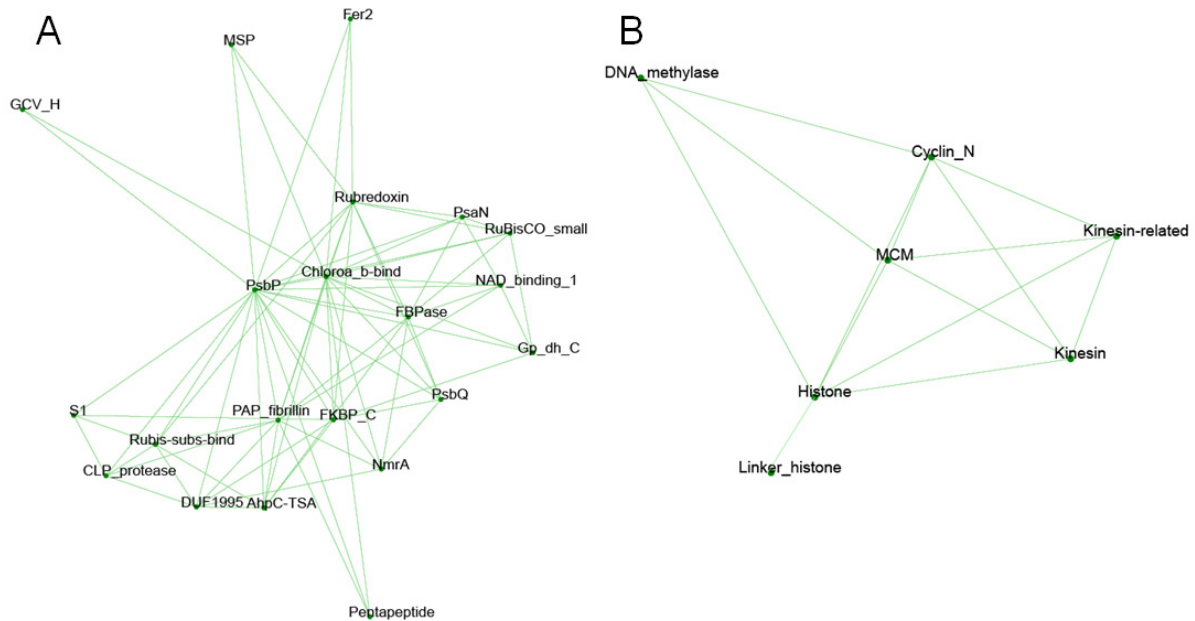 A
B
Fer2
MSP
GCV_H
Rubredoxin
PsaN
RuBisCO_small
Chloroa_b-bind
PsbP
NAD_binding_1
FBPase
Gp_dh_C
PsbQ
S1
PAP_fibrillin
FKBP_C
Rubis-subs-bind
CLP_protease
NmrA
DUF1995
AhpC-TSA
Pentapeptide
DNA_methylase
Cyclin_N
Kinesin-related
MCM
Kinesin
Histone
Linker_histone